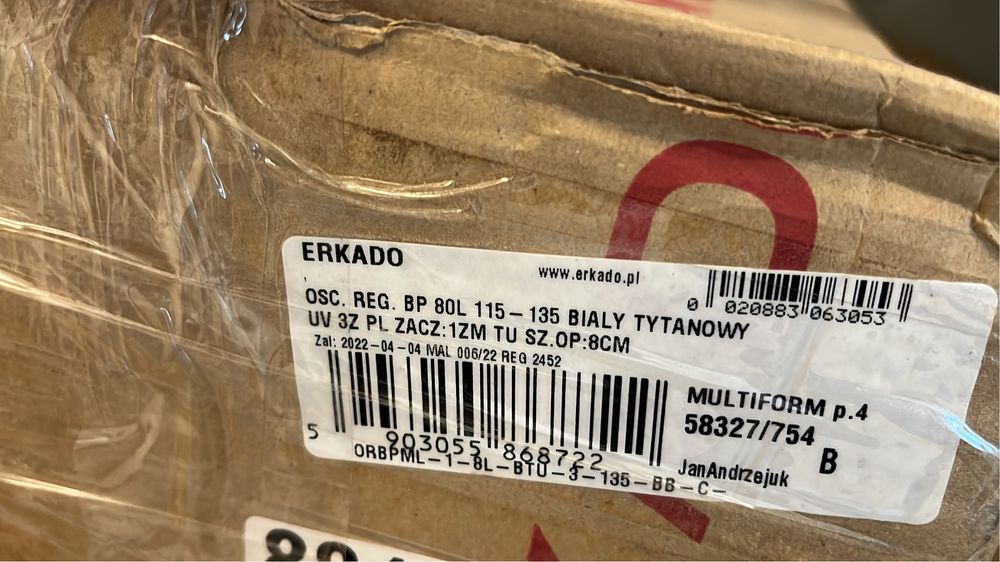 ERKADO
www.erkado.pl
0 020883 063053
OSC. REG. BP 80L 115-135 BIALY TYTANOWY
UV 3Z PL ZACZ:1ZM TU SZ.OP:8CM
Zal: 2022-04-04 MAL 006/22 REG 2452
5 903055 868722
ORBPML-1-8L-BTU-3-135-BB-C-
MULTIFORM p.4
58327/754
B
JanAndrzejuk